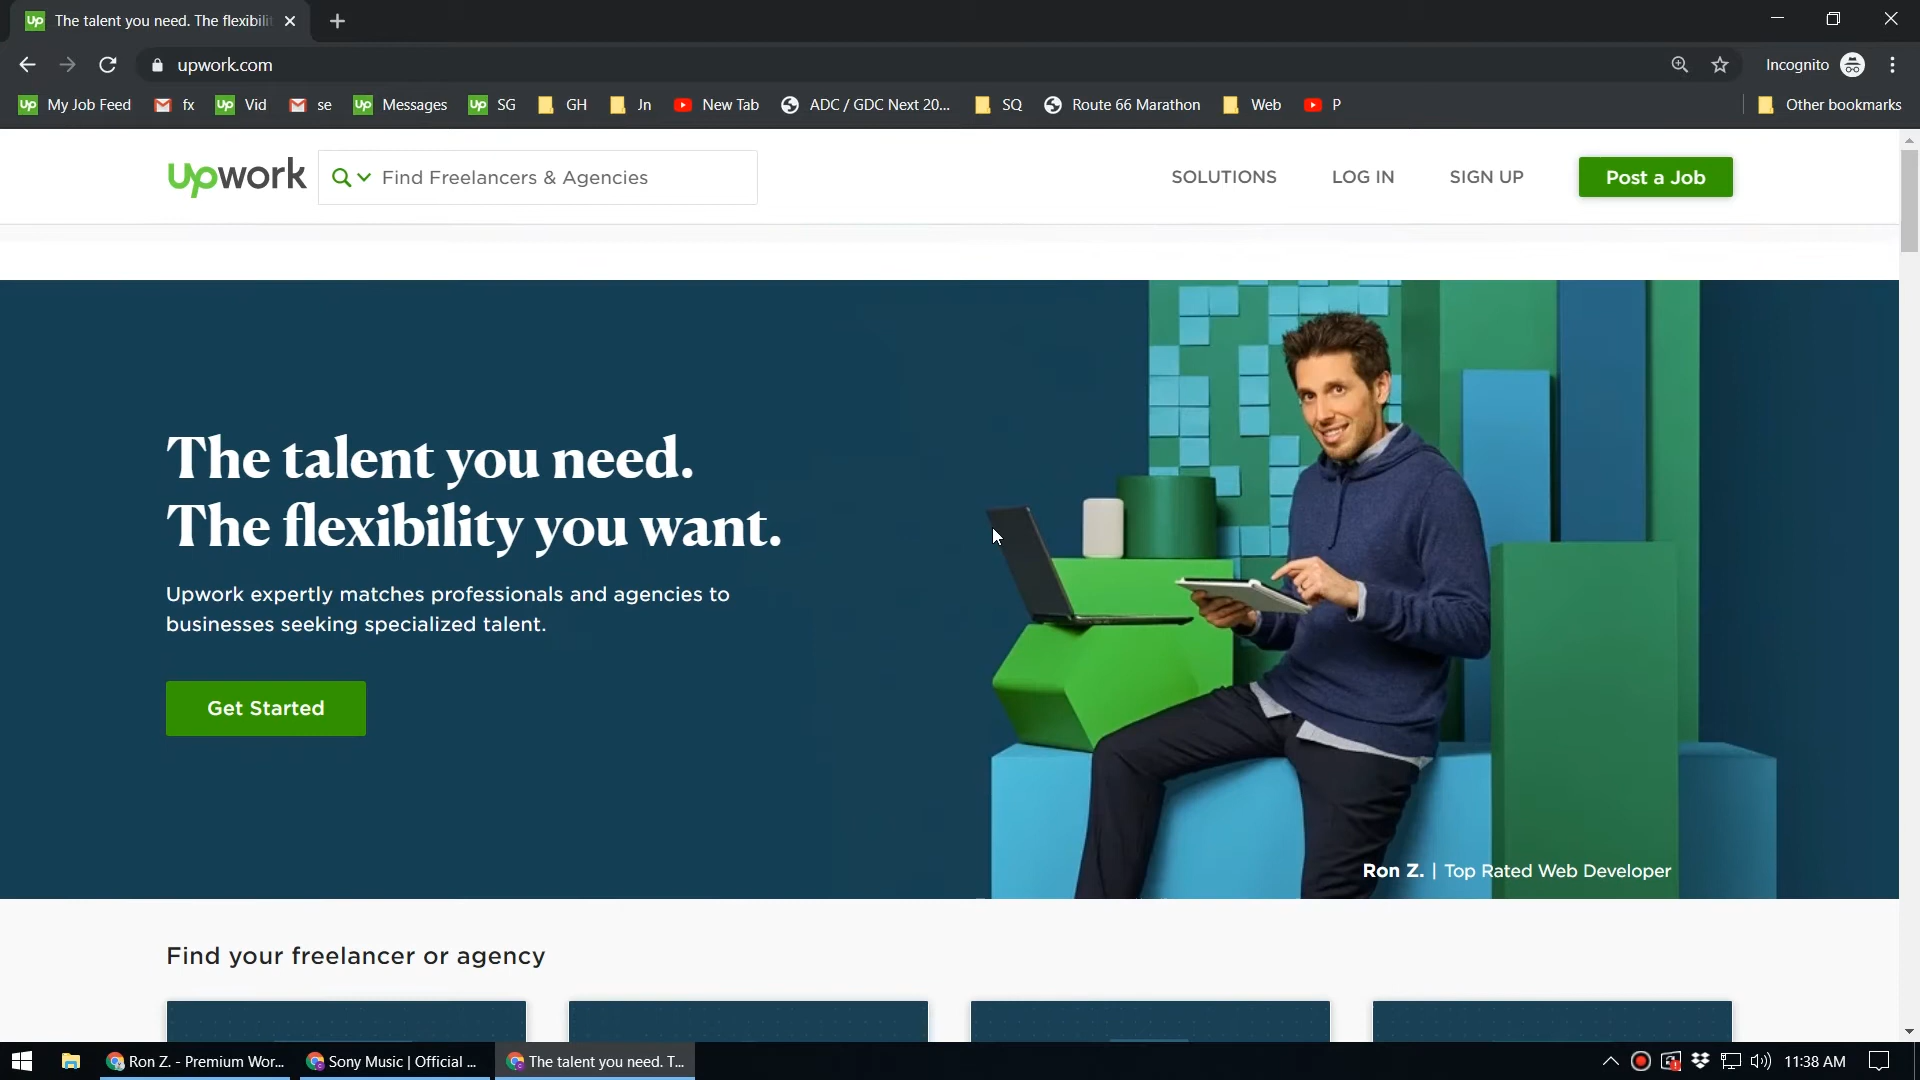 The talent you need. The flexibilit
upwork.com
Incognito
My Job Feed
fx
Vid
se
Messages
SG
GH
Jn
New Tab
ADC / GDC Next 20...
SQ
Route 66 Marathon
Web
P
Other bookmarks
upwork
Find Freelancers & Agencies
SOLUTIONS
LOG IN
SIGN UP
Post a Job
The talent you need.
The flexibility you want.
Upwork expertly matches professionals and agencies to
businesses seeking specialized talent.
Get Started
Ron Z. | Top Rated Web Developer
Find your freelancer or agency
Ron Z. - Premium Wor...
Sony Music | Official ...
The talent you need. T...
11:38 AM